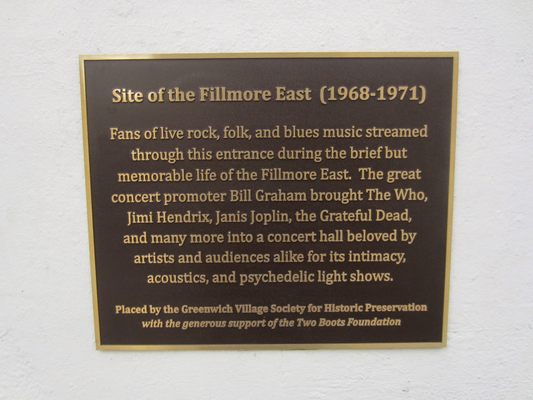 Site of the Fillmore East (1968-1971)
Fans of live rock, folk, and blues music streamed
through this entrance during the brief but
memorable life of the Fillmore East. The great
concert promoter Bill Graham brought The Who,
Jimi Hendrix, Janis Joplin, the Grateful Dead,
and many more into a concert hall beloved by
artists and audiences alike for its intimacy,
acoustics, and psychedelic light shows.
Placed by the Greenwich Village Society for Historic Preservation
with the generous support of the Two Boots Foundation